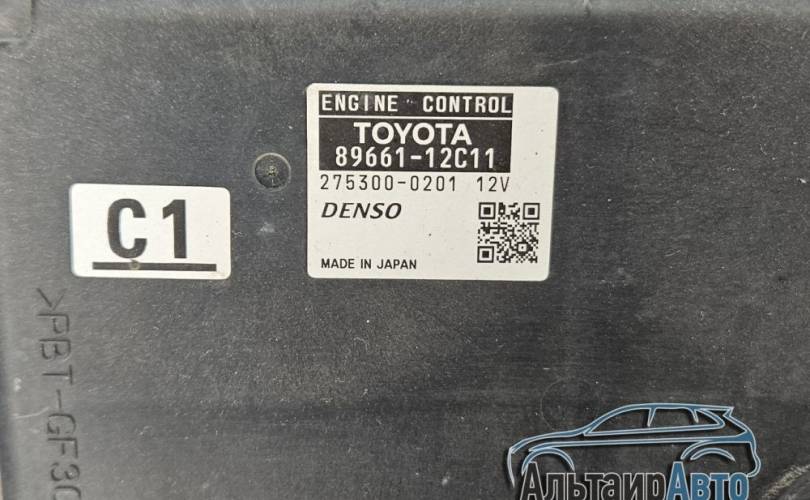 ENGINE CONTROL
TOYOTA
89661-12C11
275300-0201 12V
DENSO
MADE IN JAPAN
C1
>PBT-GF30
АльтаирАвто